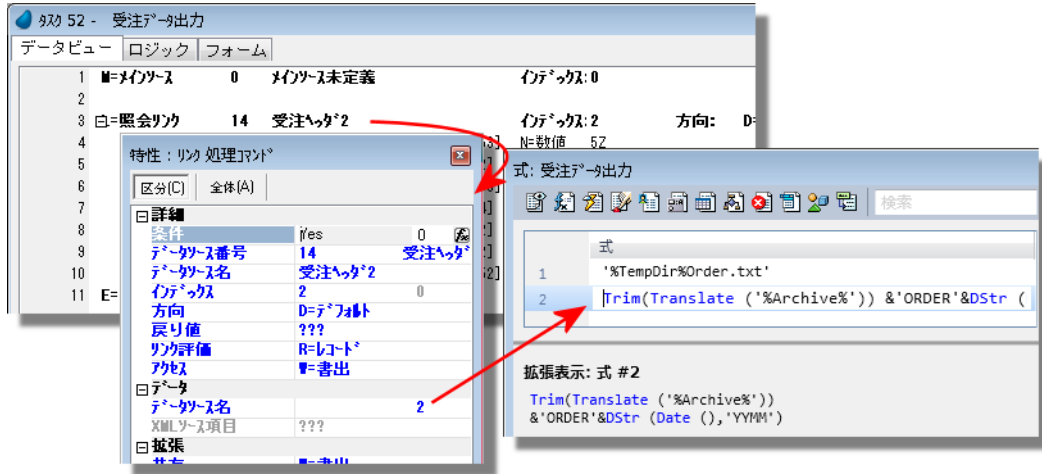 ﾀｽｸ 52 - 受注ﾃﾞｰﾀ出力
データビュー ロジック フォーム
1 M=ﾒｲﾝｿｰｽ 0 ﾒｲﾝｿｰｽ未定義 ｲﾝﾃﾞｯｸｽ:0
2
3 L=照会ﾘﾝｸ 14 受注ﾍｯﾀﾞ2 ｲﾝﾃﾞｯｸｽ:2 方向: D=
4 N=数値 5Z
5
6
7
8
9
10
11 E=
特性：ﾘﾝｸ 処理ｺﾏﾝﾄﾞ
区分(C) 全体(A)
詳細
条件 Yes 0
ﾃﾞｰﾀｿｰｽ番号 14 受注ﾍｯﾀﾞ
ﾃﾞｰﾀｿｰｽ名 受注ﾍｯﾀﾞ2
ｲﾝﾃﾞｯｸｽ 2 0
方向 D=ﾃﾞﾌｫﾙﾄ
戻り値 ???
ﾘﾝｸ評価 R=ﾚｺｰﾄﾞ
ｱｸｾｽ W=書出
ﾃﾞｰﾀ
ﾃﾞｰﾀｿｰｽ名 2
XMLｿｰｽ項目 ???
拡張
共有 W=書出
式: 受注ﾃﾞｰﾀ出力
検索
式
1 '%TempDir%Order.txt'
2 Trim(Translate ('%Archive%')) &'ORDER'&DStr (
拡張表示: 式 #2
Trim(Translate ('%Archive%'))
&'ORDER'&DStr (Date (),'YYMM')